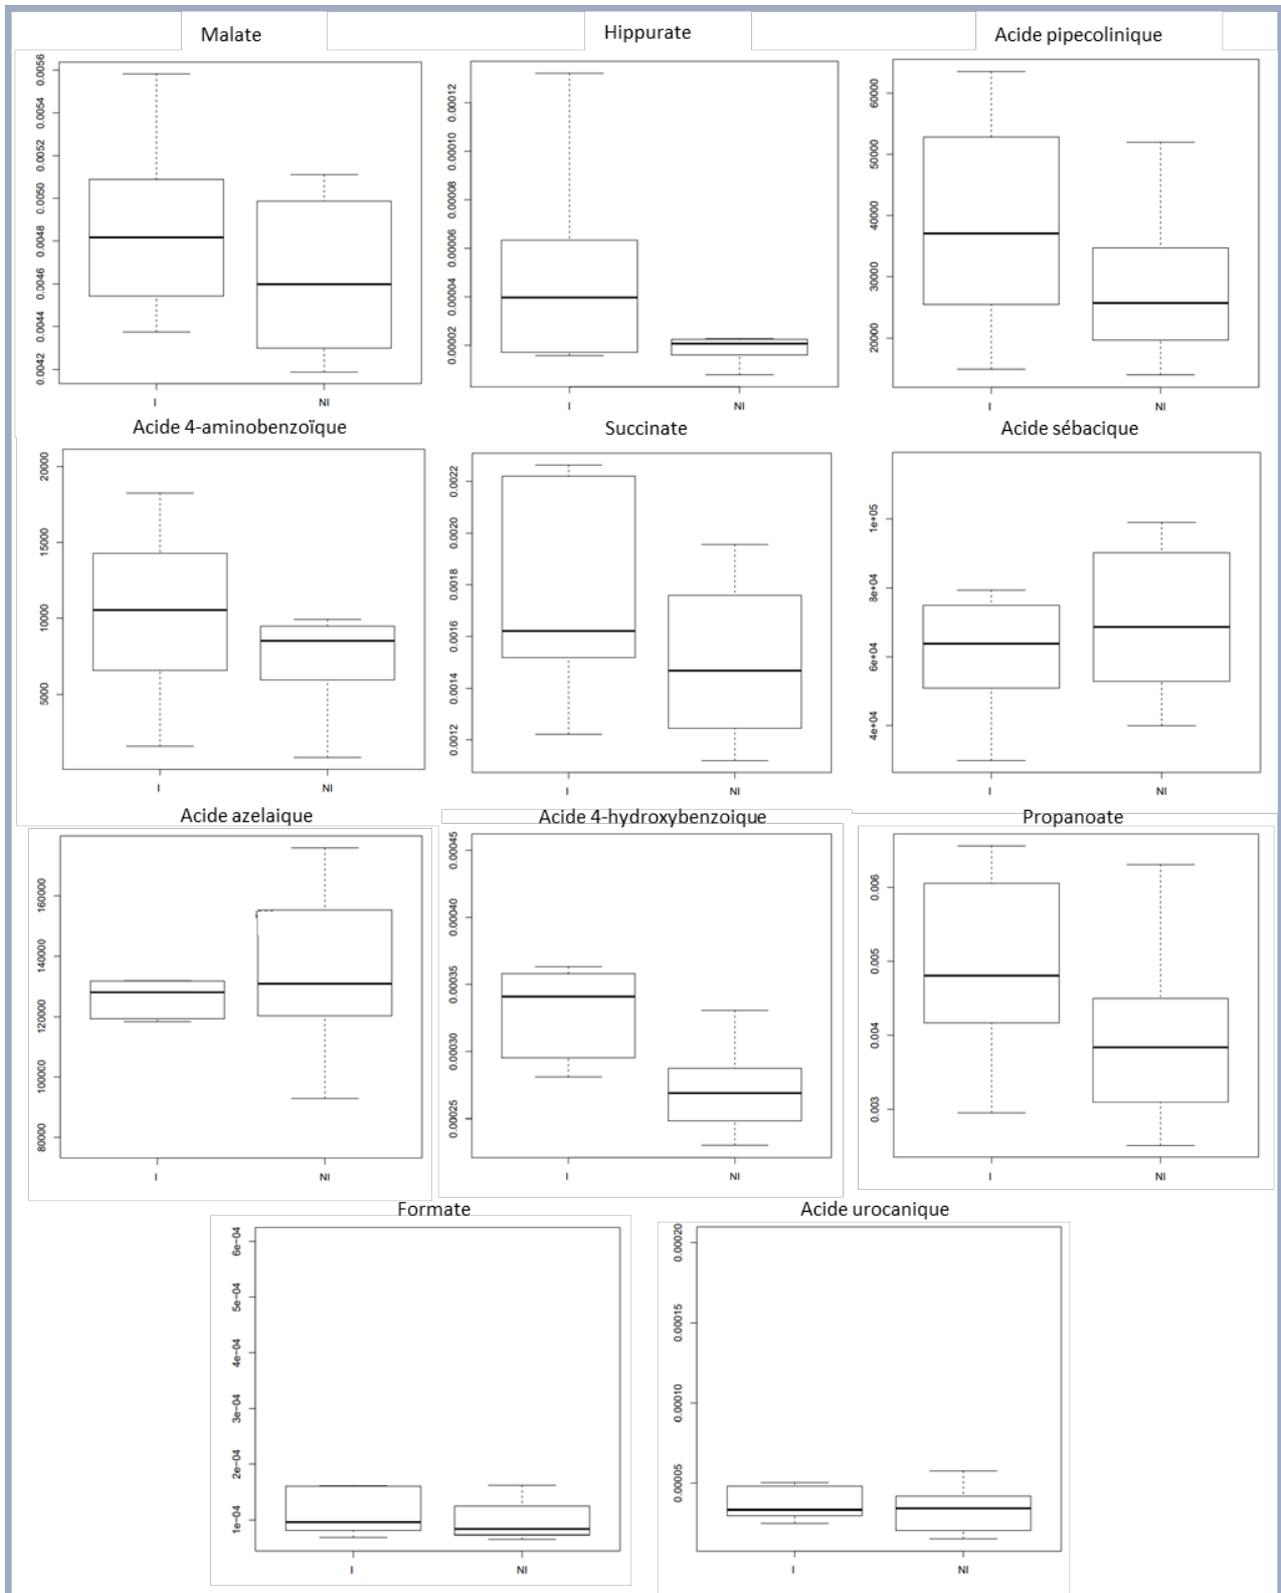 Malate
0.0056
0.0054
0.0052
0.0050
0.0048
0.0046
0.0044
0.0042
I NI
Hippurate
0.00012
0.00010
0.00008
0.00006
0.00004
0.00002
I NI
Acide pipecolinique
60000
50000
40000
30000
20000
I NI
Acide 4-aminobenzoïque
20000
15000
10000
5000
I NI
Succinate
0.0022
0.0020
0.0018
0.0016
0.0014
0.0012
I NI
Acide sébacique
1e+05
8e+04
6e+04
4e+04
I NI
Acide azelaique
160000
140000
120000
100000
80000
I NI
Acide 4-hydroxybenzoique
0.00045
0.00040
0.00035
0.00030
0.00025
I NI
Propanoate
0.006
0.005
0.004
0.003
I NI
Formate
6e-04
5e-04
4e-04
3e-04
2e-04
1e-04
I NI
Acide urocanique
0.00020
0.00015
0.00010
0.00005
I NI